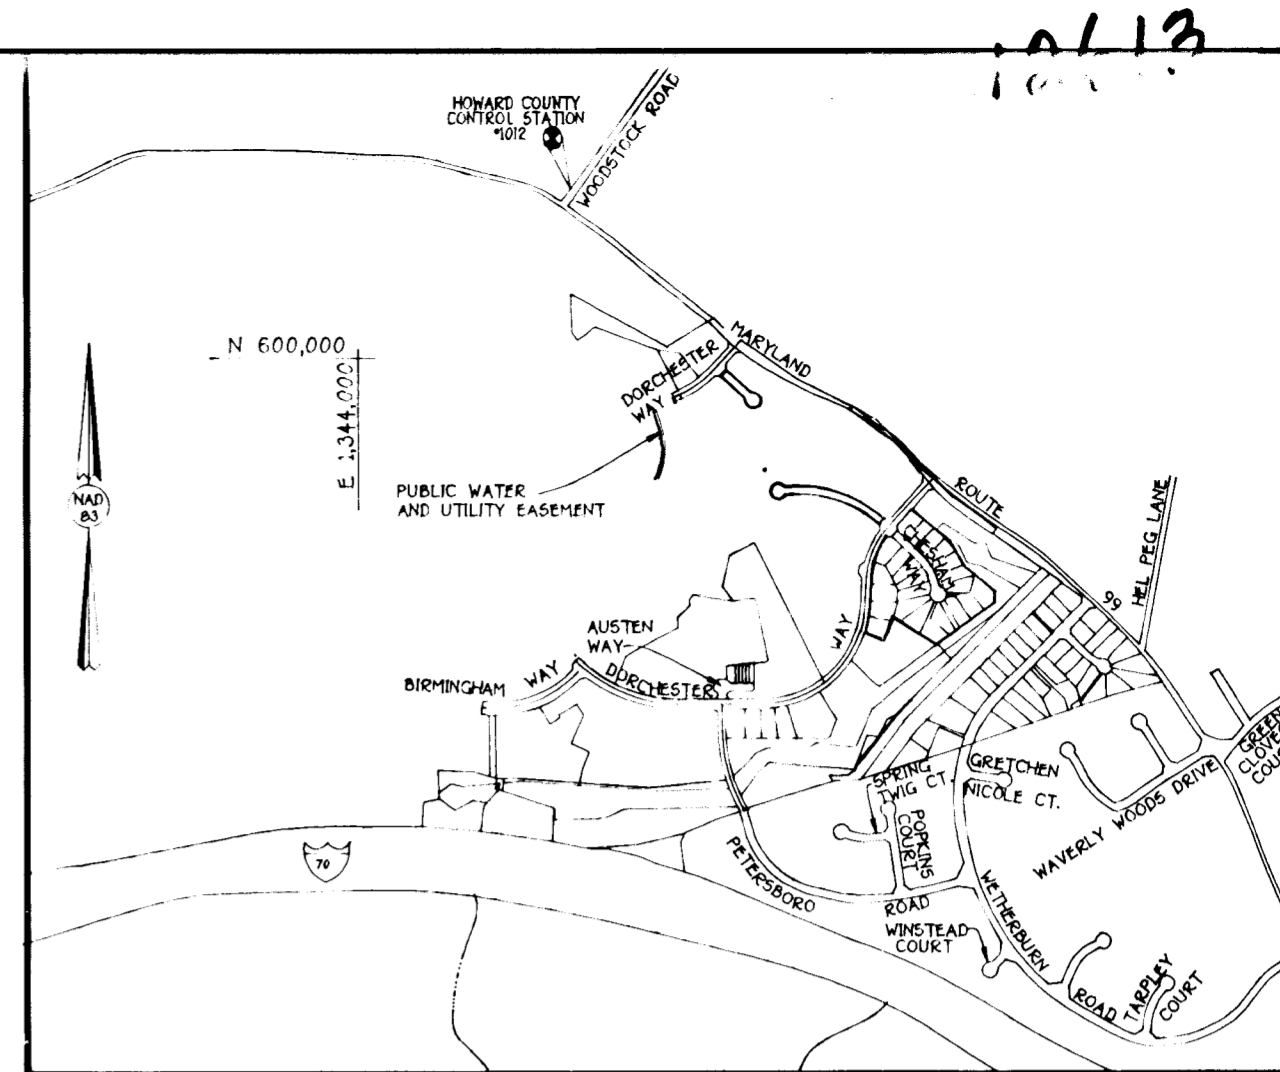 HOWARD COUNTY
CONTROL STATION
#1012
WOODSTOCK ROAD
N 600,000
E 1,344,000
MARYLAND
DORCHESTER
WAY
NAD
83
PUBLIC WATER
AND UTILITY EASEMENT
ROUTE
99
HEL PEG LANE
CHESHAM
WAY
WAY
AUSTEN
WAY
BIRMINGHAM
WAY
DORCHESTER
GREEN
CLOVER
GRETCHEN
NICOLE CT.
SPRING
TWIG CT.
POPKINS
COURT
WAVERLY WOODS DRIVE
70
PETERSBORO
ROAD
WETHERBURN
ROAD
WINSTEAD
COURT
TARPLEY
COURT